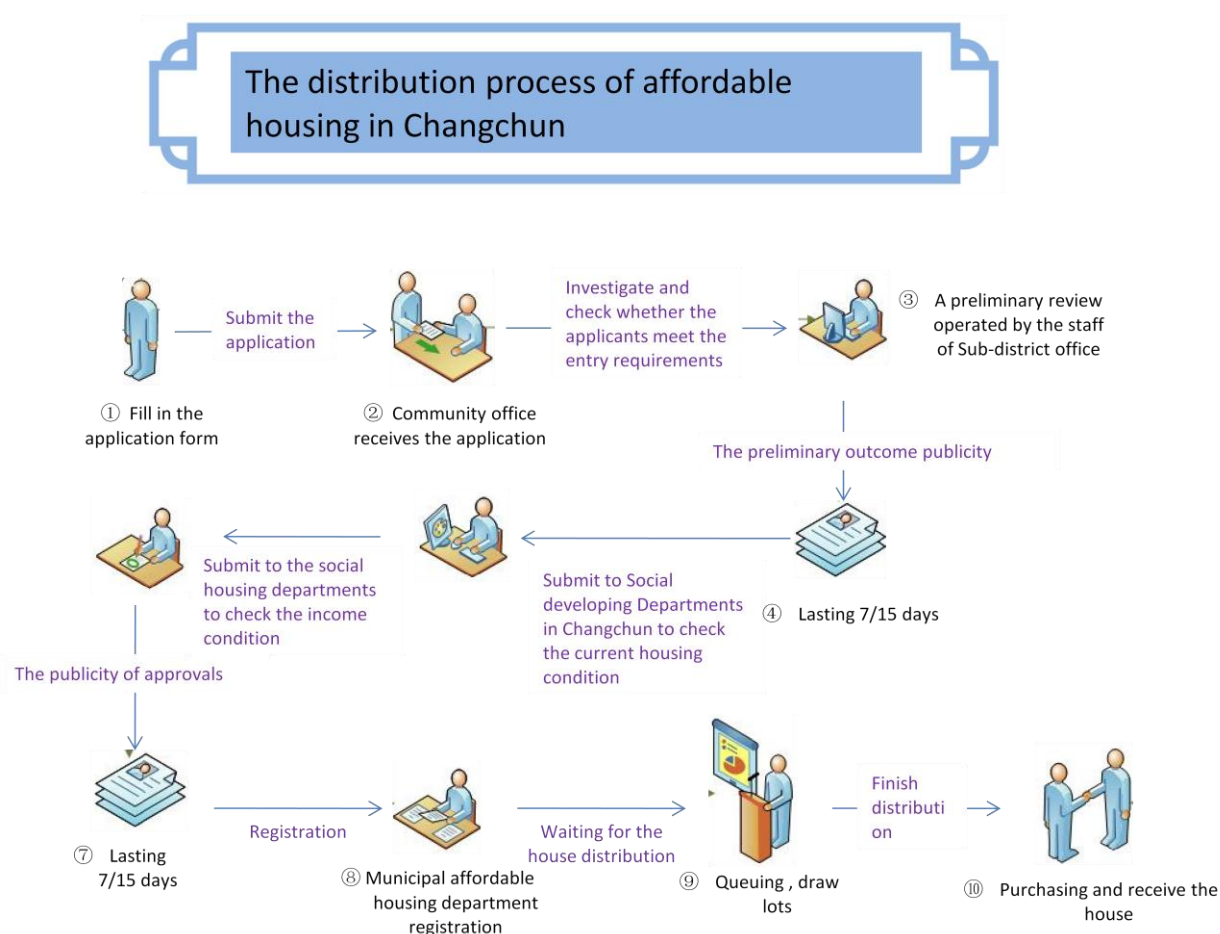 The distribution process of affordable
housing in Changchun
Submit the
application
Investigate and
check whether the
applicants meet the
entry requirements
③ A preliminary review
operated by the staff
of Sub-district office
① Fill in the
application form
② Community office
receives the application
The preliminary outcome publicity
Submit to the social
housing departments
to check the income
condition
Submit to Social
developing Departments
in Changchun to check
the current housing
condition
④ Lasting 7/15 days
The publicity of approvals
Registration
Waiting for the
house distribution
Finish
distributi
on
⑦ Lasting
7/15 days
⑧ Municipal affordable
housing department
registration
⑨ Queuing , draw
lots
⑩ Purchasing and receive the
house